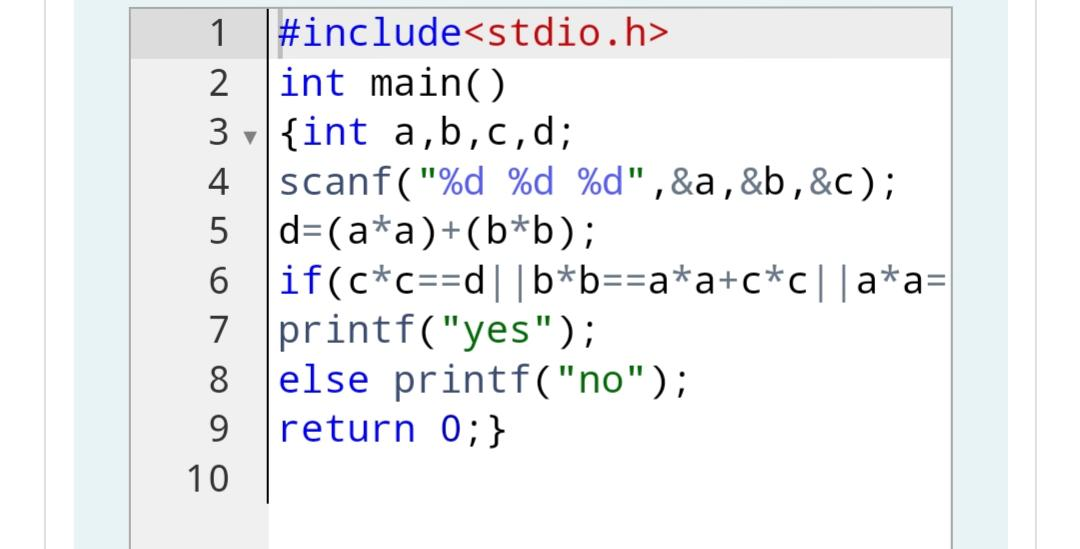 1 #include<stdio.h>
2 int main()
3 {int a,b,c,d;
4 scanf("%d %d %d",&a,&b,&c);
5 d=(a*a)+(b*b);
6 if(c*c==d||b*b==a*a+c*c||a*a=
7 printf("yes");
8 else printf("no");
9 return 0;}
10